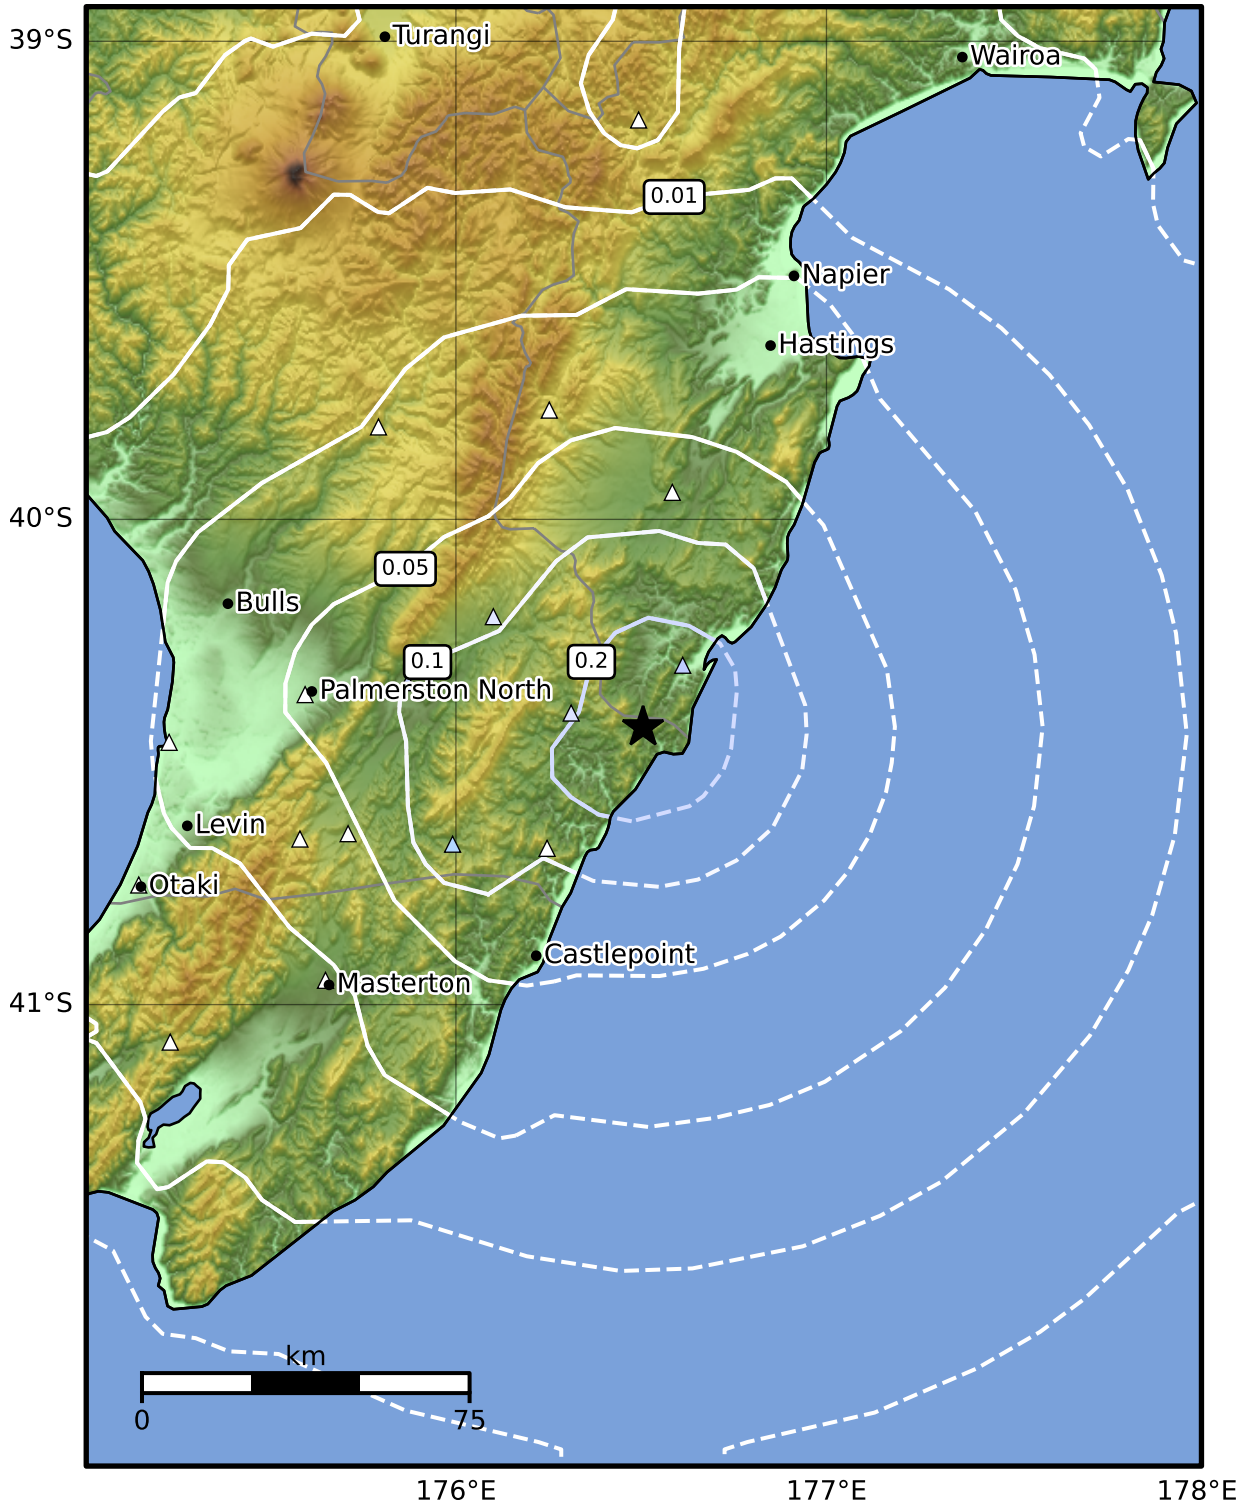 39°S
Turangi
Wairoa
0.01
Napier
Hastings
40°S
0.05
Bulls
0.1
0.2
Palmerston North
Levin
Otaki
Castlepoint
Masterton
41°S
km
0
75
176°E
177°E
178°E